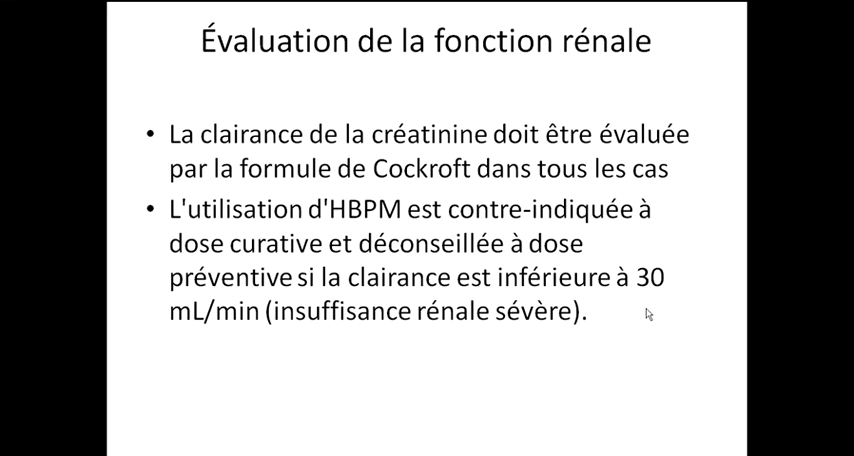 Évaluation de la fonction rénale
• La clairance de la créatinine doit être évaluée
par la formule de Cockroft dans tous les cas
• L'utilisation d'HBPM est contre-indiquée à
dose curative et déconseillée à dose
préventive si la clairance est inférieure à 30
mL/min (insuffisance rénale sévère).